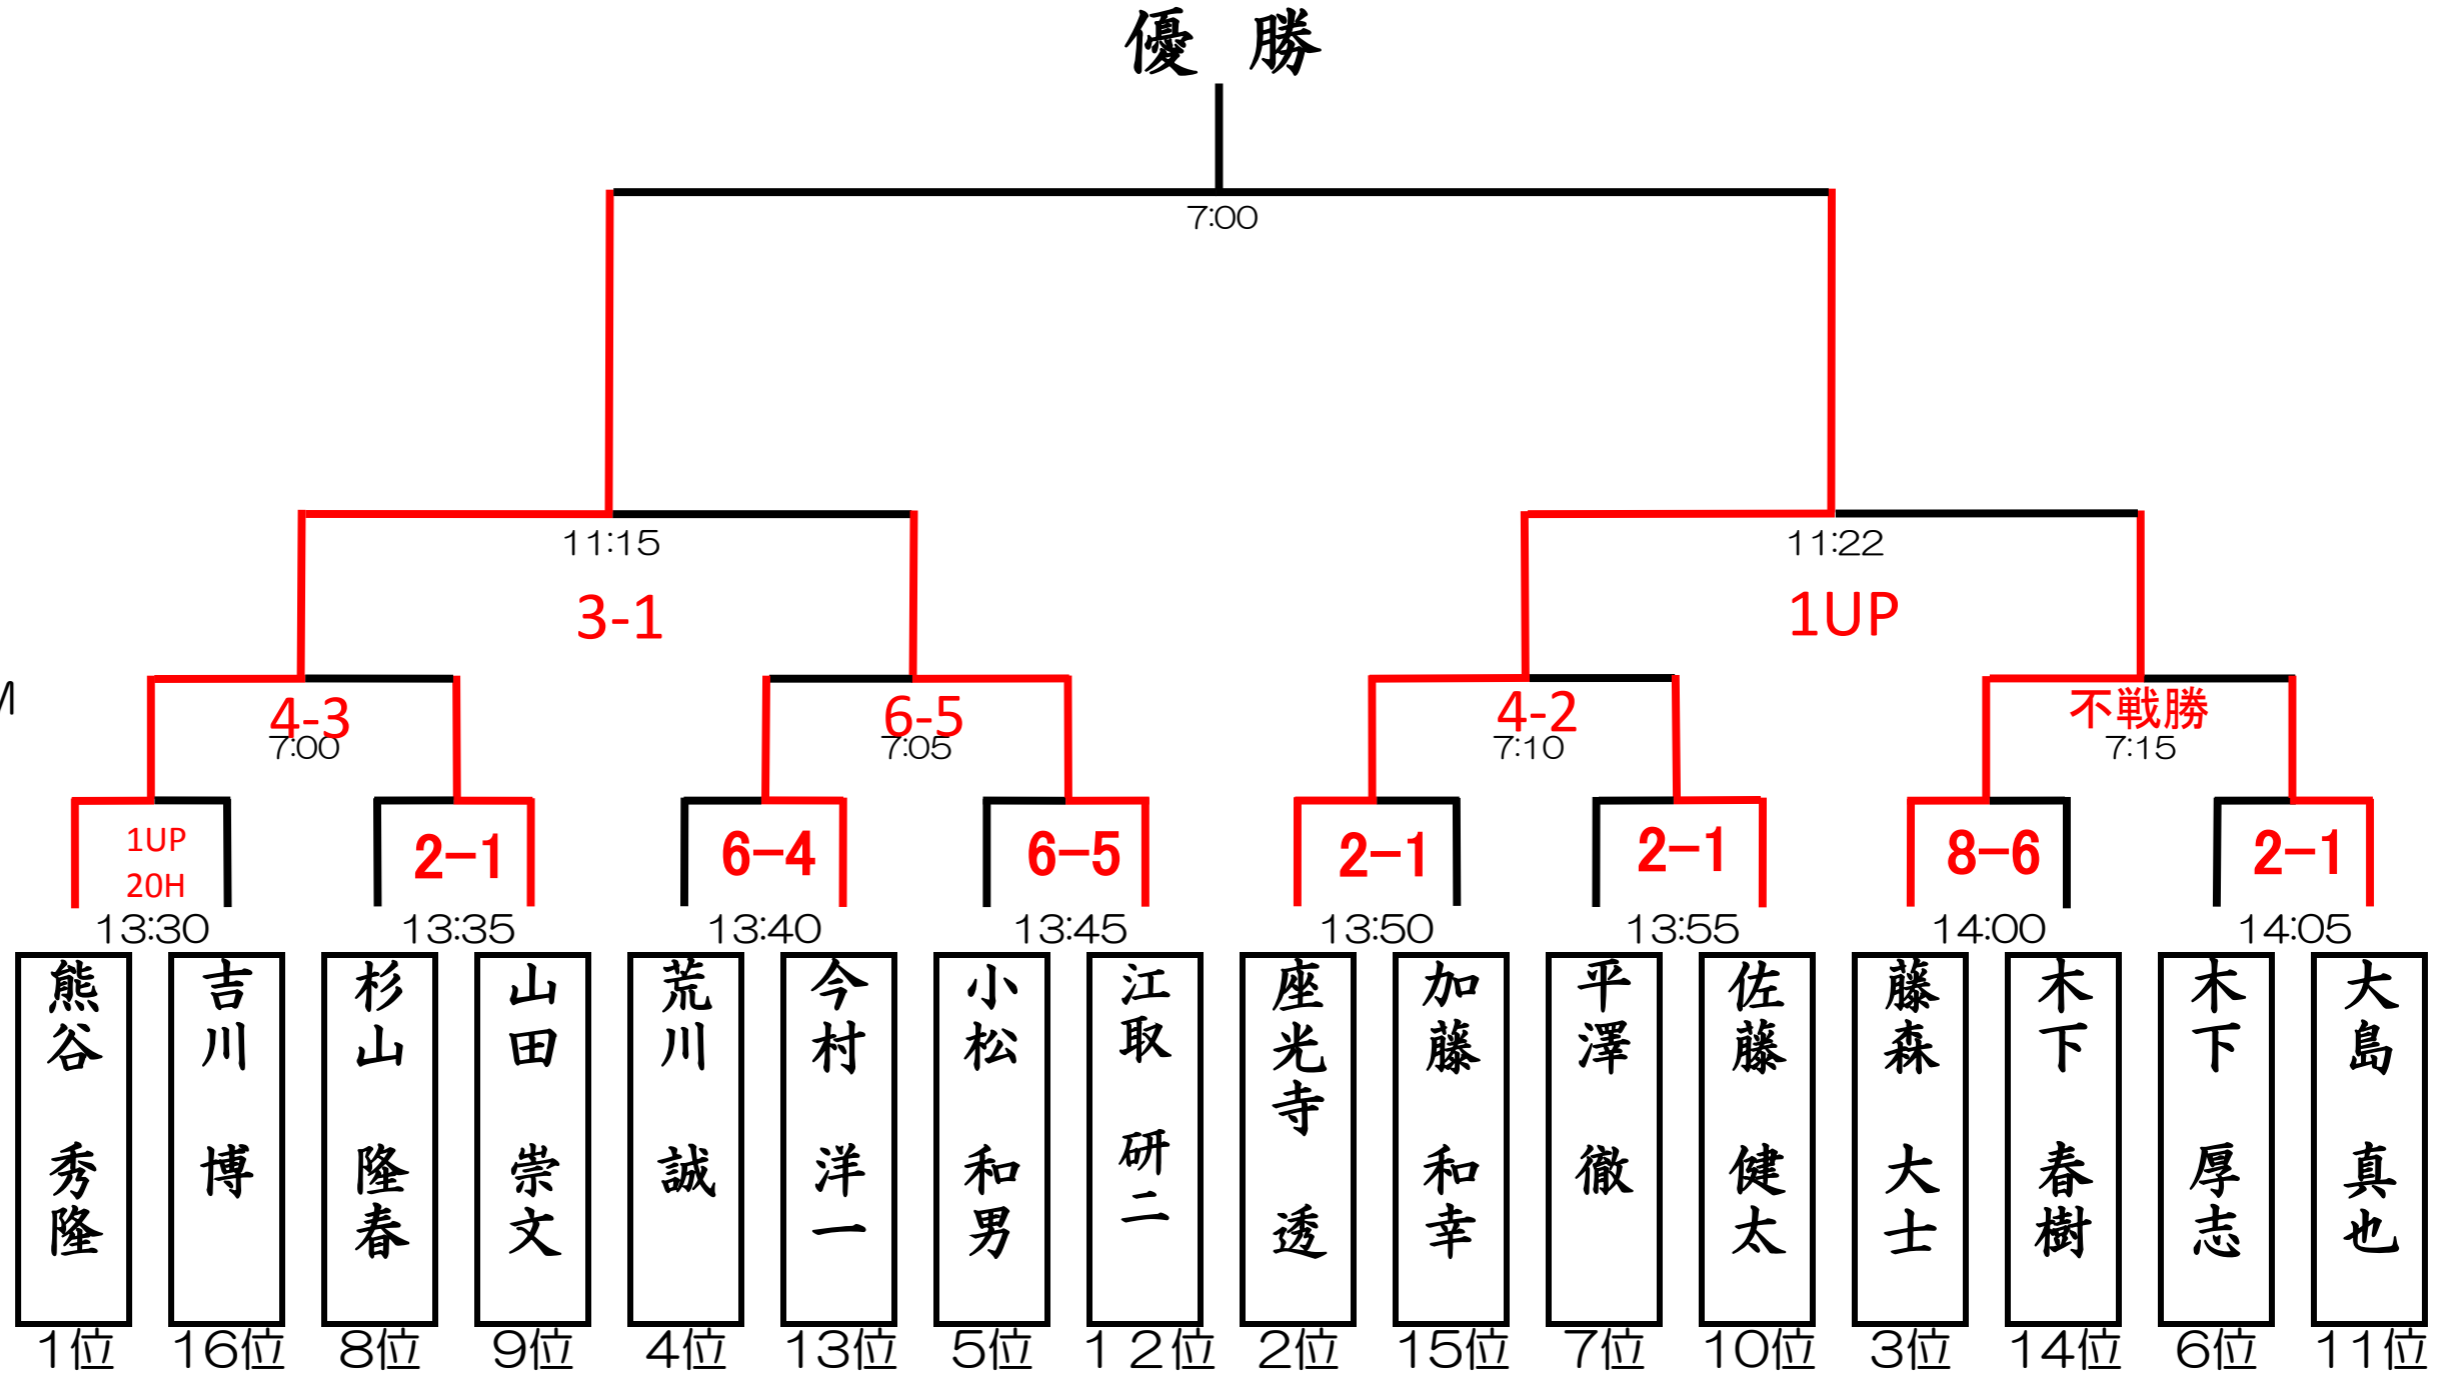 優 勝
7:00
11:15
11:22
3-1
1UP
M
4-3
6-5
4-2
不戦勝
7:00
7:05
7:10
7:15
1UP
20H
2-1
6-4
6-5
2-1
2-1
8-6
2-1
13:30
13:35
13:40
13:45
13:50
13:55
14:00
14:05
熊谷 秀隆
吉川 博
杉山 隆春
山田 崇文
荒川 誠
今村 洋一
小松 和男
江取 研二
座光寺 透
加藤 和幸
平澤 徹
佐藤 健太
藤森 大士
木下 春樹
木下 厚志
大島 真也
1位
16位
8位
9位
4位
13位
5位
12位
2位
15位
7位
10位
3位
14位
6位
11位